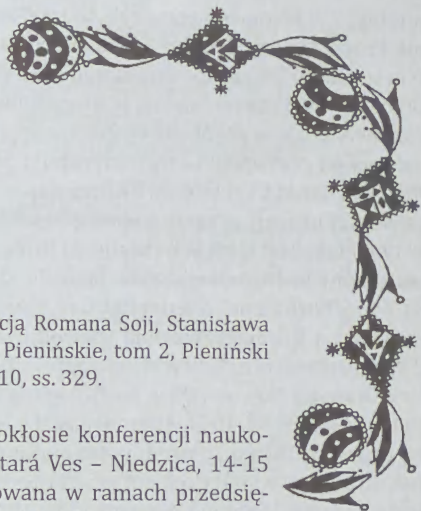 cją Romana Soji, Stanisława
Pienińskie, tom 2, Pieniński
10, ss. 329.
okłosie konferencji nauko-
tará Ves – Niedzica, 14-15
owana w ramach przedsię-